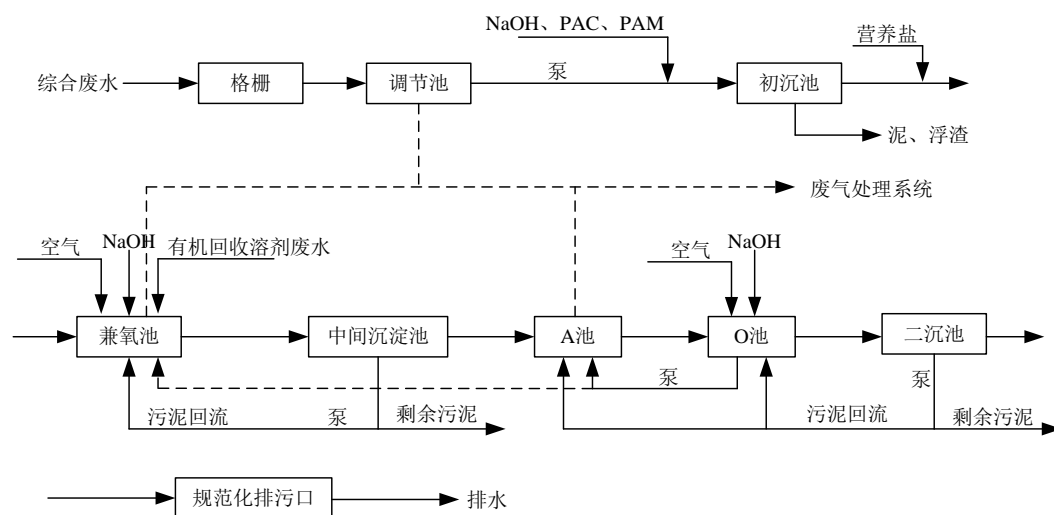 NaOH、PAC、PAM
营养盐
综合废水
格栅
调节池
泵
初沉池
泥、浮渣
废气处理系统
空气
NaOH
有机回收溶剂废水
空气
NaOH
兼氧池
中间沉淀池
A池
O池
二沉池
泵
泵
污泥回流
泵
剩余污泥
污泥回流
剩余污泥
规范化排污口
排水